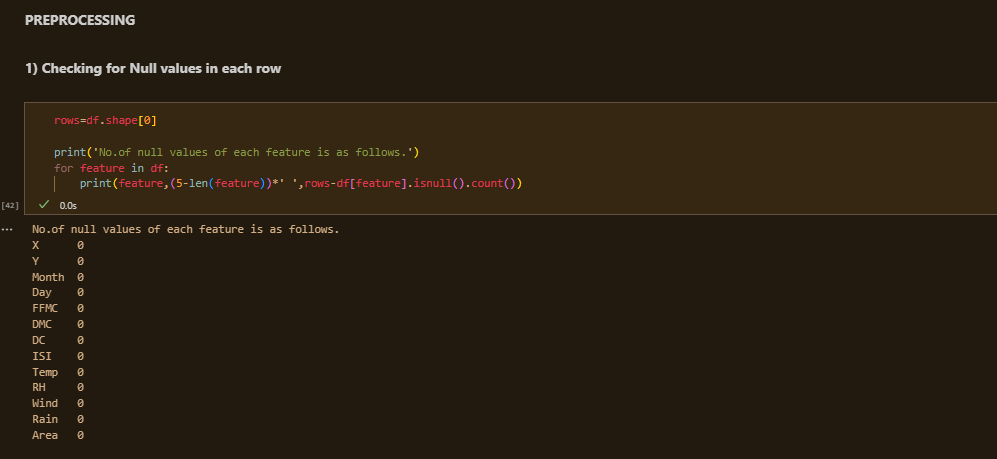 PREPROCESSING
1) Checking for Null values in each row
rows=df.shape[0]
print('No.of null values of each feature is as follows.')
for feature in df:
print(feature,(5-len(feature))*' ',rows-df[feature].isnull().count())
[42]
0.0s
...
No.of null values of each feature is as follows.
X 0
Y 0
Month 0
Day 0
FFMC 0
DMC 0
DC 0
ISI 0
Temp 0
RH 0
Wind 0
Rain 0
Area 0